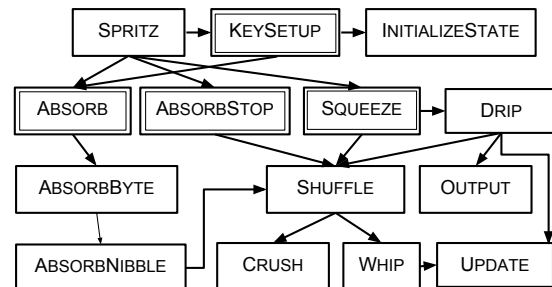 SPRITZ
KEYSETUP
INITIALIZESTATE
ABSORB
ABSORBSTOP
SQUEEZE
DRIP
ABSORBBYTE
SHUFFLE
OUTPUT
ABSORBNIBBLE
CRUSH
WHIP
UPDATE